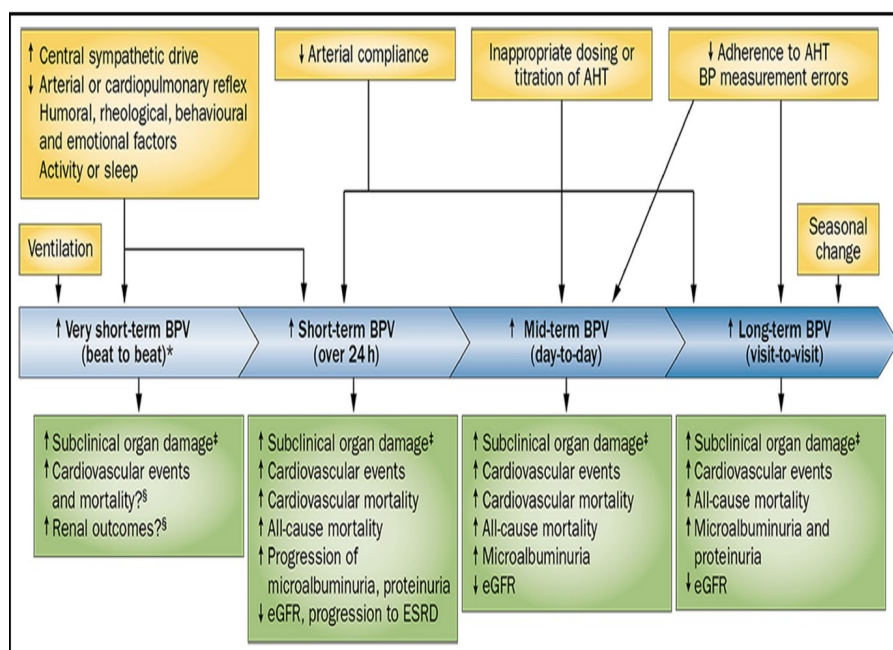 ↑ Central sympathetic drive
↓ Arterial or cardiopulmonary reflex
Humoral, rheological, behavioural
and emotional factors
Activity or sleep
↓ Arterial compliance
Inappropriate dosing or
titration of AHT
↓ Adherence to AHT
BP measurement errors
Ventilation
Seasonal
change
↑ Very short-term BPV
(beat to beat)*
↑ Short-term BPV
(over 24 h)
↑ Mid-term BPV
(day-to-day)
↑ Long-term BPV
(visit-to-visit)
↑ Subclinical organ damage‡
↑ Cardiovascular events
and mortality?§
↑ Renal outcomes?§
↑ Subclinical organ damage‡
↑ Cardiovascular events
↑ Cardiovascular mortality
↑ All-cause mortality
↑ Progression of
microalbuminuria, proteinuria
↓ eGFR, progression to ESRD
↑ Subclinical organ damage‡
↑ Cardiovascular events
↑ Cardiovascular mortality
↑ All-cause mortality
↑ Microalbuminuria
↓ eGFR
↑ Subclinical organ damage‡
↑ Cardiovascular events
↑ All-cause mortality
↑ Microalbuminuria and
proteinuria
↓ eGFR